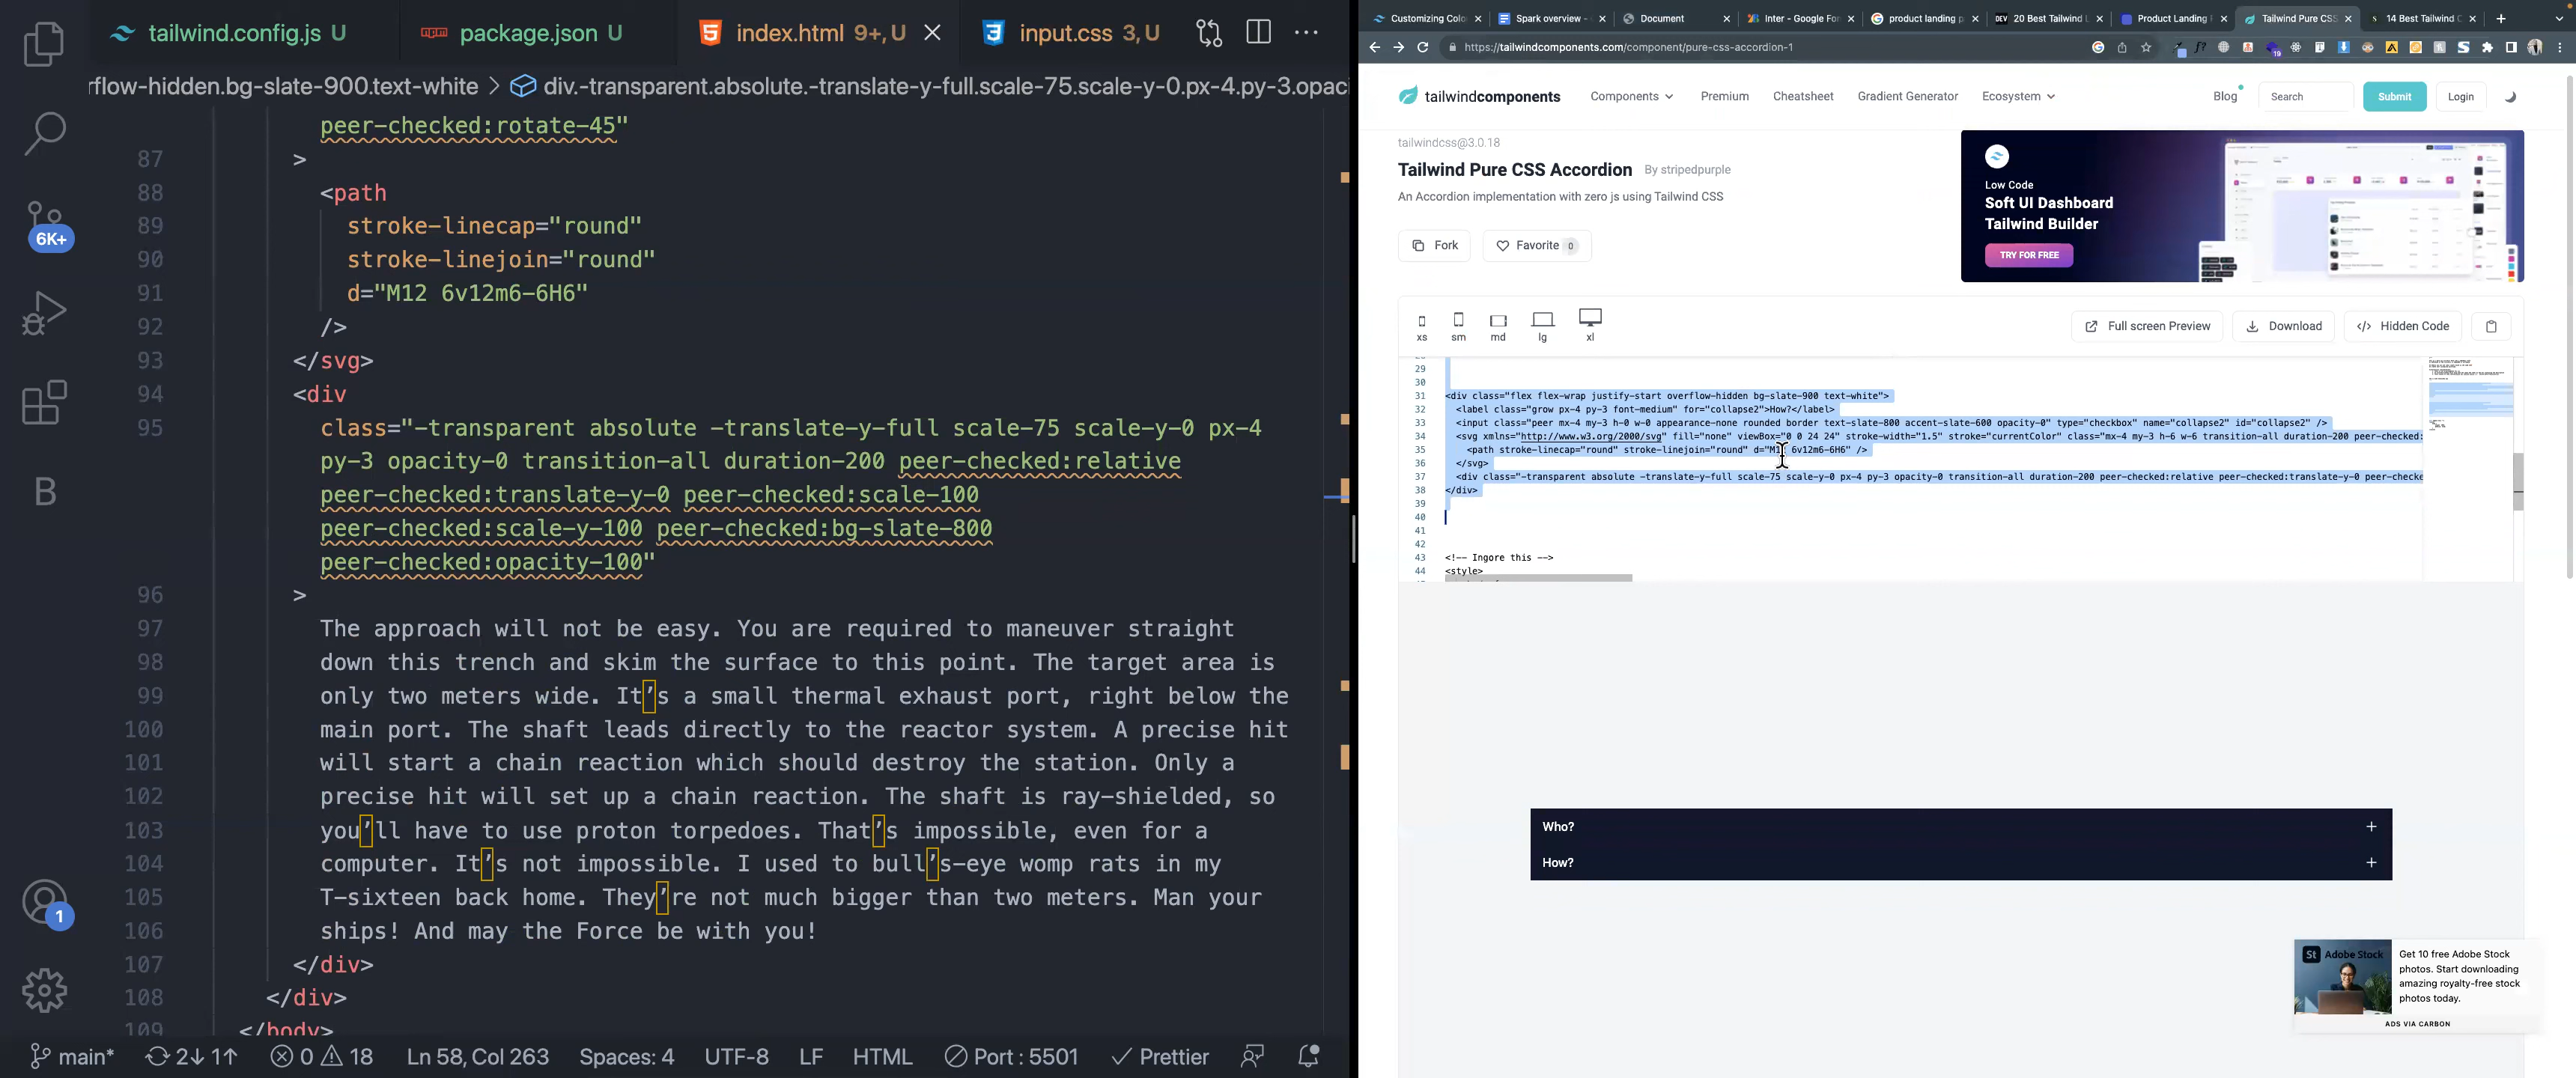 tailwind.config.js U
package.json U
index.html 9+, U
input.css 3, U
rflow-hidden.bg-slate-900.text-white > div.-transparent.absolute.-translate-y-full.scale-75.scale-y-0.px-4.py-3.opaci
6K+
1
peer-checked:rotate-45"
87 >
88 <path
89 stroke-linecap="round"
90 stroke-linejoin="round"
91 d="M12 6v12m6-6H6"
92 />
93 </svg>
94 <div
95 class="-transparent absolute -translate-y-full scale-75 scale-y-0 px-4
py-3 opacity-0 transition-all duration-200 peer-checked:relative
peer-checked:translate-y-0 peer-checked:scale-100
peer-checked:scale-y-100 peer-checked:bg-slate-800
peer-checked:opacity-100"
96 >
97 The approach will not be easy. You are required to maneuver straight
98 down this trench and skim the surface to this point. The target area is
99 only two meters wide. It’s a small thermal exhaust port, right below the
100 main port. The shaft leads directly to the reactor system. A precise hit
101 will start a chain reaction which should destroy the station. Only a
102 precise hit will set up a chain reaction. The shaft is ray-shielded, so
103 you’ll have to use proton torpedoes. That’s impossible, even for a
104 computer. It’s not impossible. I used to bull’s-eye womp rats in my
105 T-sixteen back home. They’re not much bigger than two meters. Man your
106 ships! And may the Force be with you!
107 </div>
108 </div>
109 </body>
main* 2↓ 1↑ 0 18 Ln 58, Col 263 Spaces: 4 UTF-8 LF HTML Port : 5501 Prettier
Customizing Colo
Spark overview -
Document
Inter - Google Fon
product landing p
20 Best Tailwind
Product Landing
Tailwind Pure CSS
14 Best Tailwind C
https://tailwindcomponents.com/component/pure-css-accordion-1
tailwindcomponents Components Premium Cheatsheet Gradient Generator Ecosystem Blog Search Submit Login
tailwindcss@3.0.18
Tailwind Pure CSS Accordion By stripedpurple
An Accordion implementation with zero js using Tailwind CSS
Fork Favorite 0
Low Code
Soft UI Dashboard
Tailwind Builder
TRY FOR FREE
xs sm md lg xl
Full screen Preview Download Hidden Code
29
30
31 <div class="flex flex-wrap justify-start overflow-hidden bg-slate-900 text-white">
32 <label class="grow px-4 py-3 font-medium" for="collapse2">How?</label>
33 <input class="peer mx-4 my-3 h-0 w-0 appearance-none rounded border text-slate-800 accent-slate-600 opacity-0" type="checkbox" name="collapse2" id="collapse2" />
34 <svg xmlns="http://www.w3.org/2000/svg" fill="none" viewBox="0 0 24 24" stroke-width="1.5" stroke="currentColor" class="mx-4 my-3 h-6 w-6 transition-all duration-200 peer-checked:
35 <path stroke-linecap="round" stroke-linejoin="round" d="M12 6v12m6-6H6" />
36 </svg>
37 <div class="-transparent absolute -translate-y-full scale-75 scale-y-0 px-4 py-3 opacity-0 transition-all duration-200 peer-checked:relative peer-checked:translate-y-0 peer-checke
38 </div>
39
40
41
42
43 <!-- Ingore this -->
44 <style>
Who? +
How? +
St Adobe Stock
Get 10 free Adobe Stock
photos. Start downloading
amazing royalty-free stock
photos today.
ADS VIA CARBON